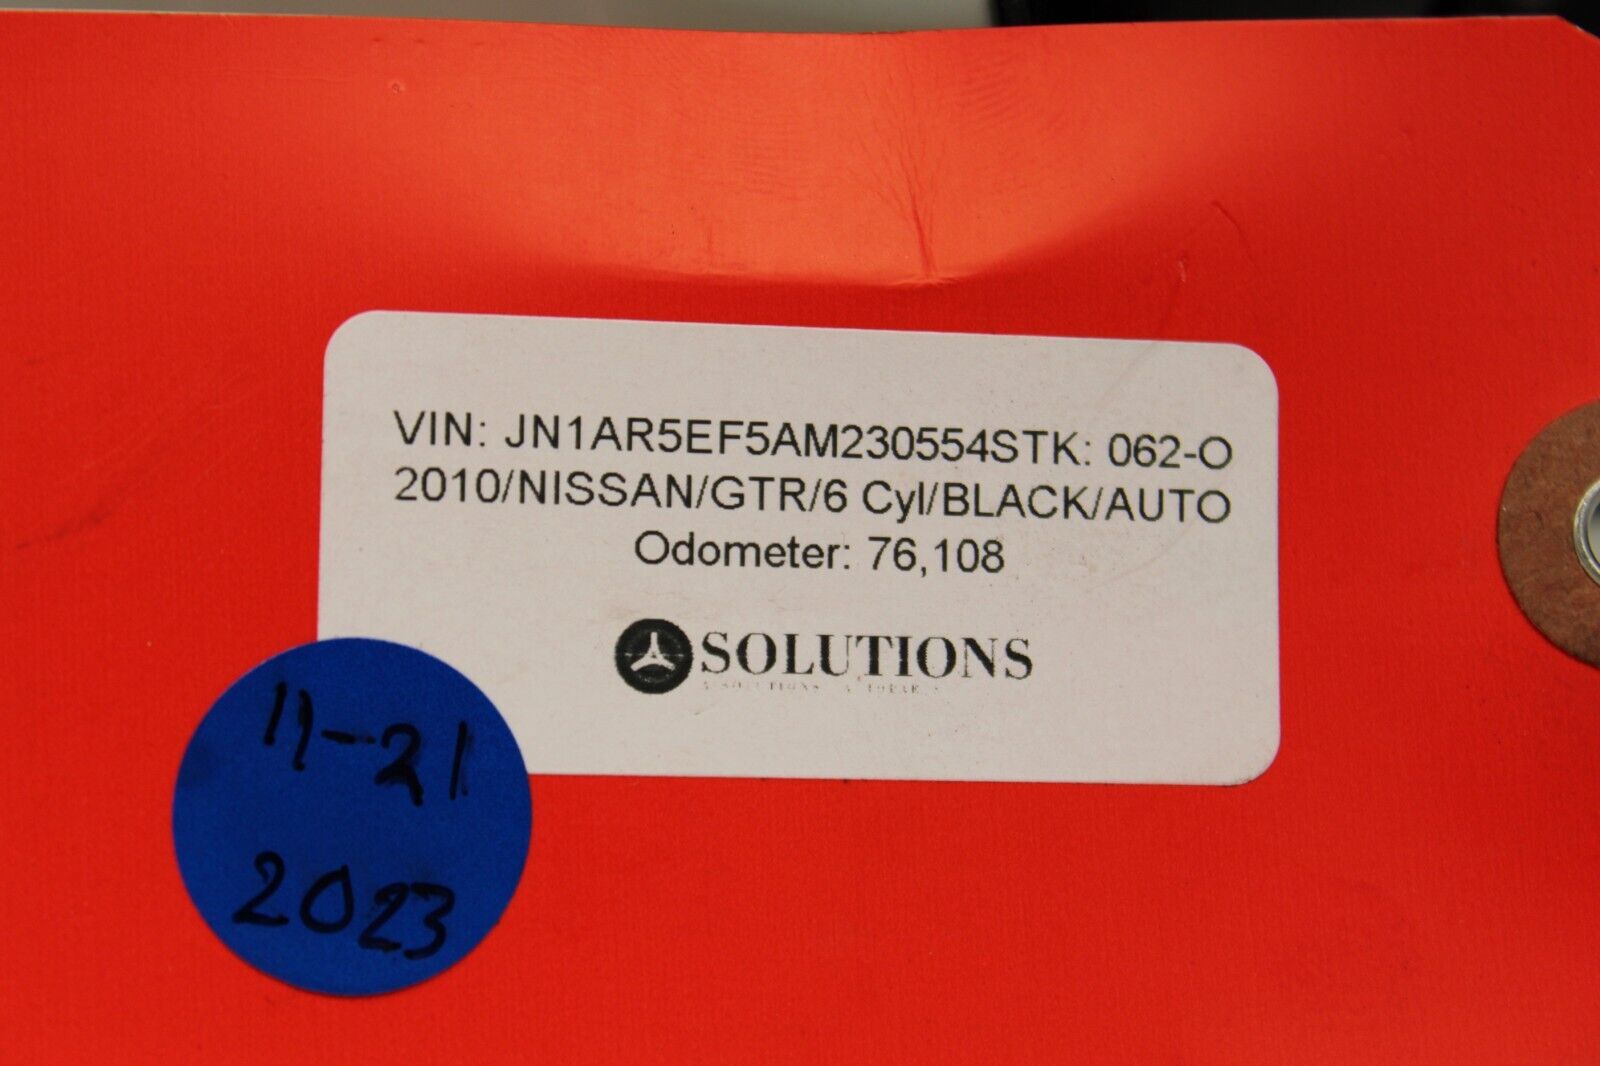 VIN: JN1AR5EF5AM230554STK: 062-O
2010/NISSAN/GTR/6 Cyl/BLACK/AUTO
Odometer: 76,108
SOLUTIONS
11-21
2023